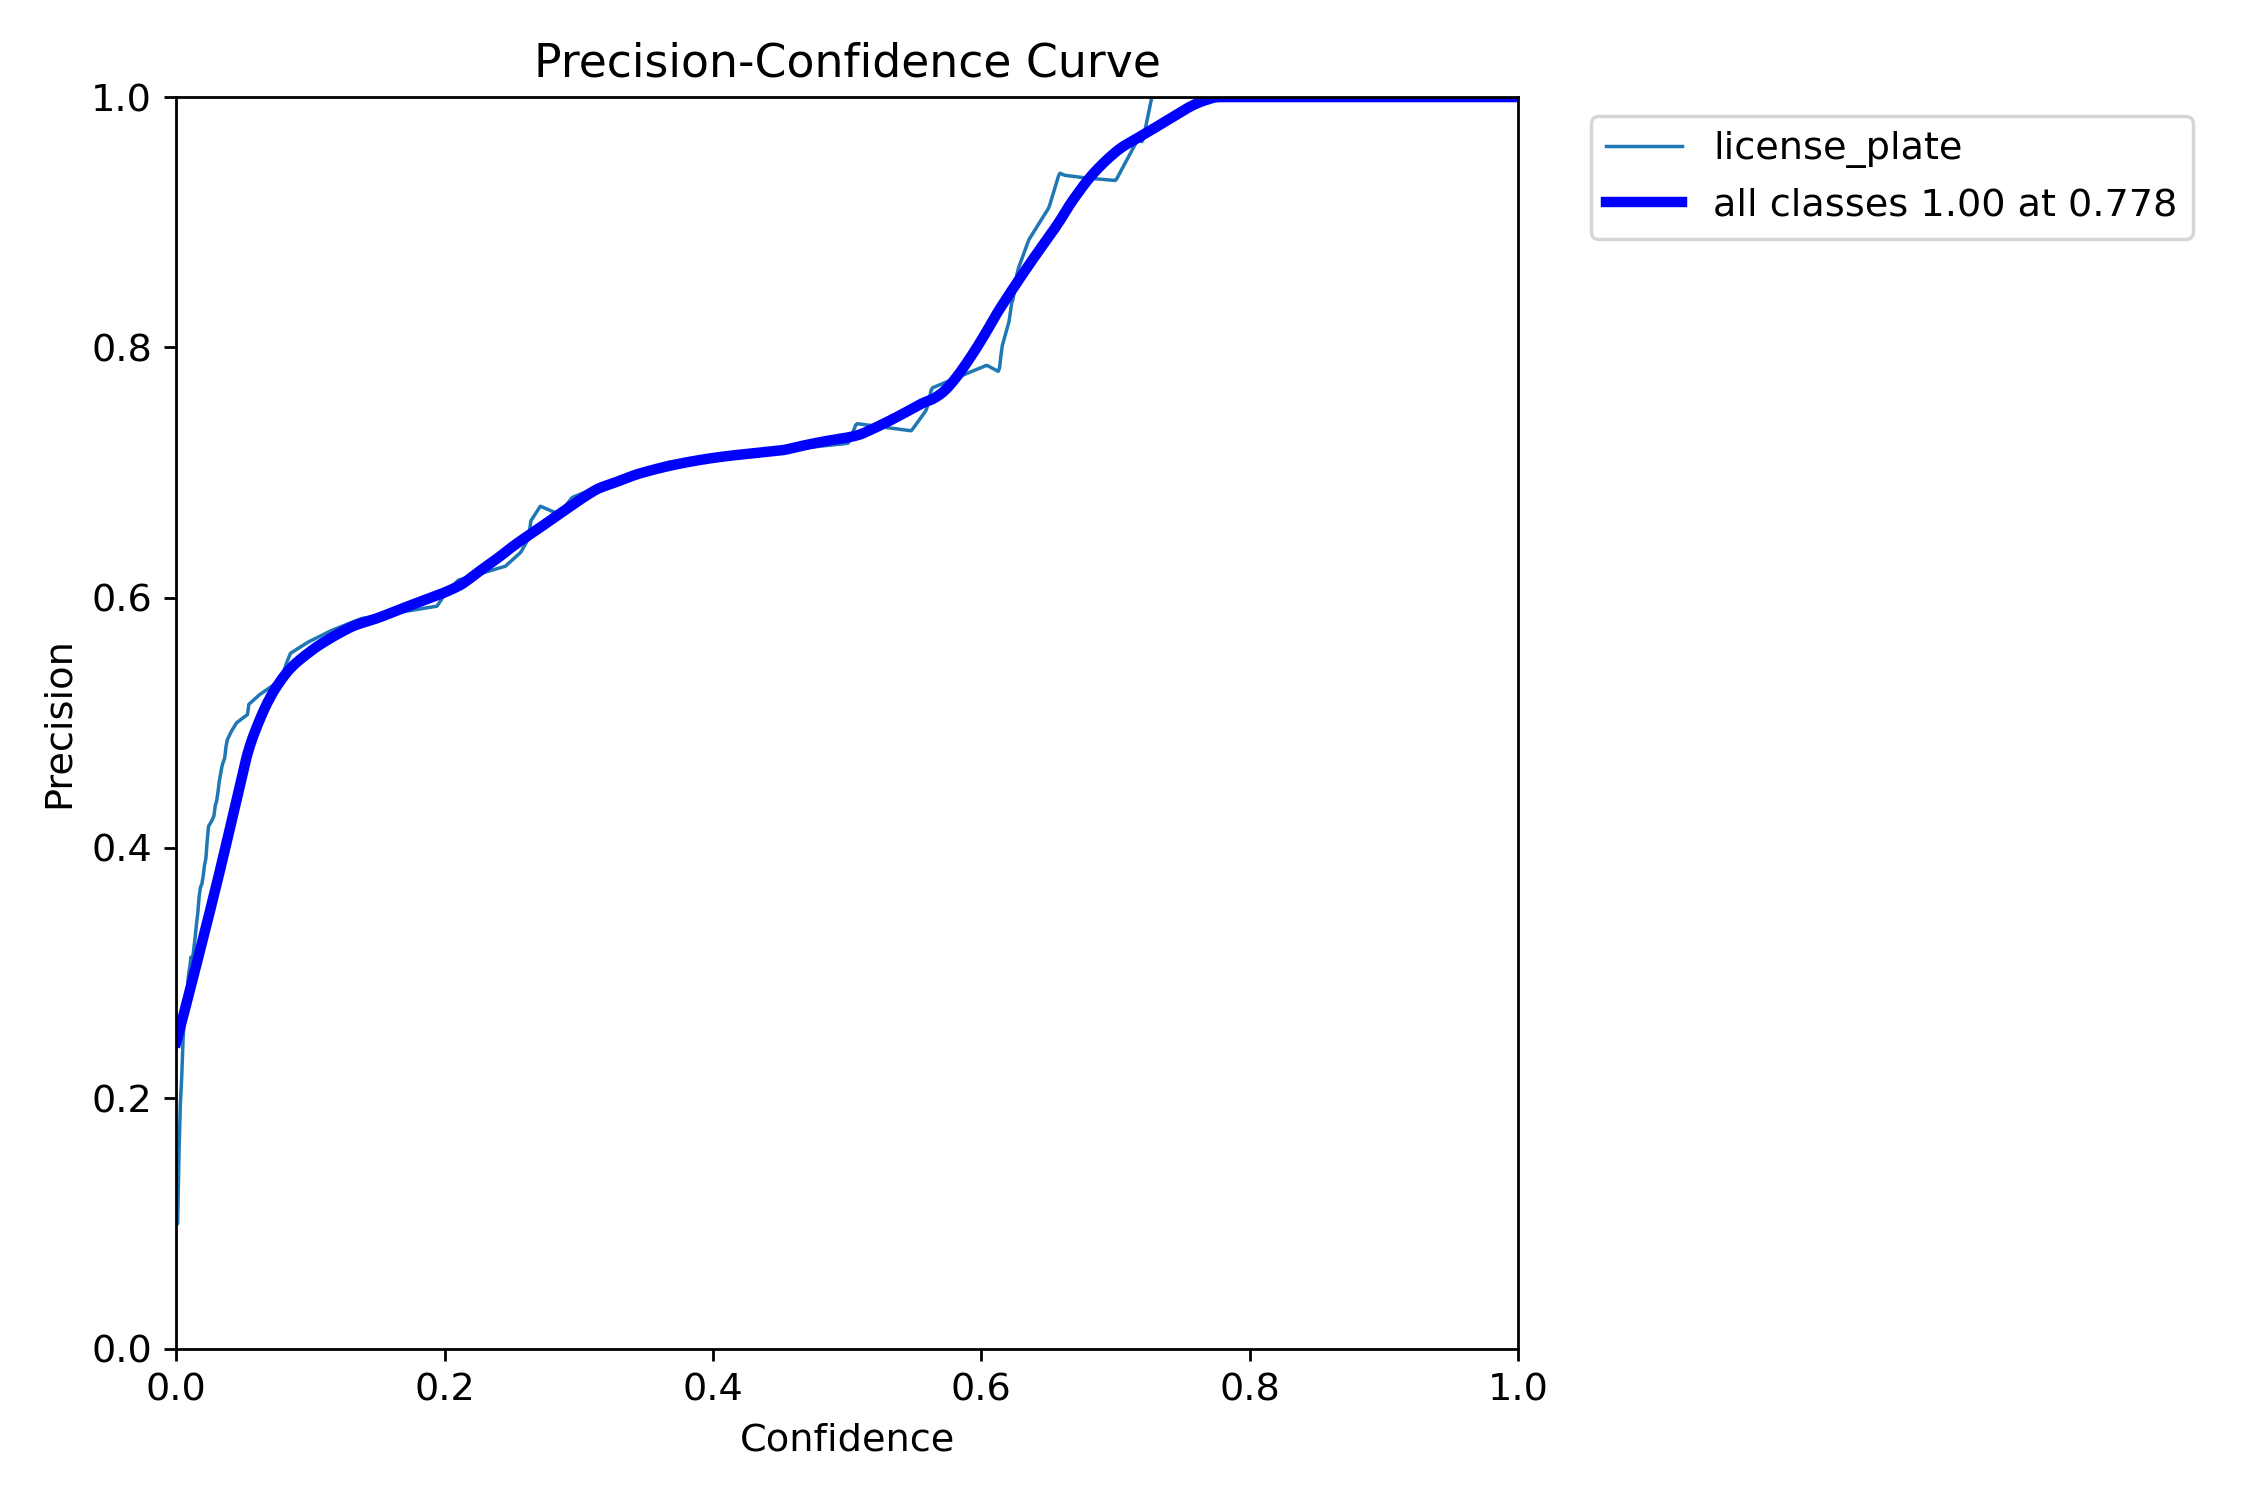 Precision-Confidence Curve
1.0
0.8
0.6
0.4
0.2
0.0
Precision
0.0 0.2 0.4 0.6 0.8 1.0
Confidence
license_plate
all classes 1.00 at 0.778